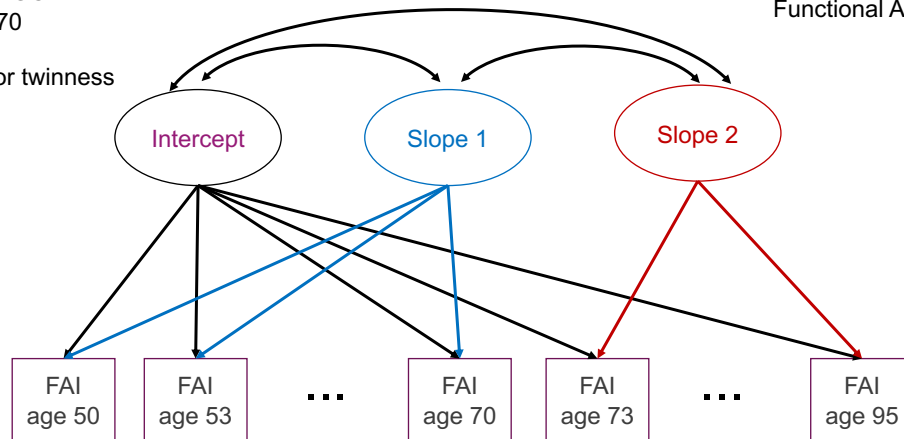 70
Functional A
or twinness
Intercept
Slope 1
Slope 2
FAI
age 50
FAI
age 53
...
FAI
age 70
FAI
age 73
...
FAI
age 95